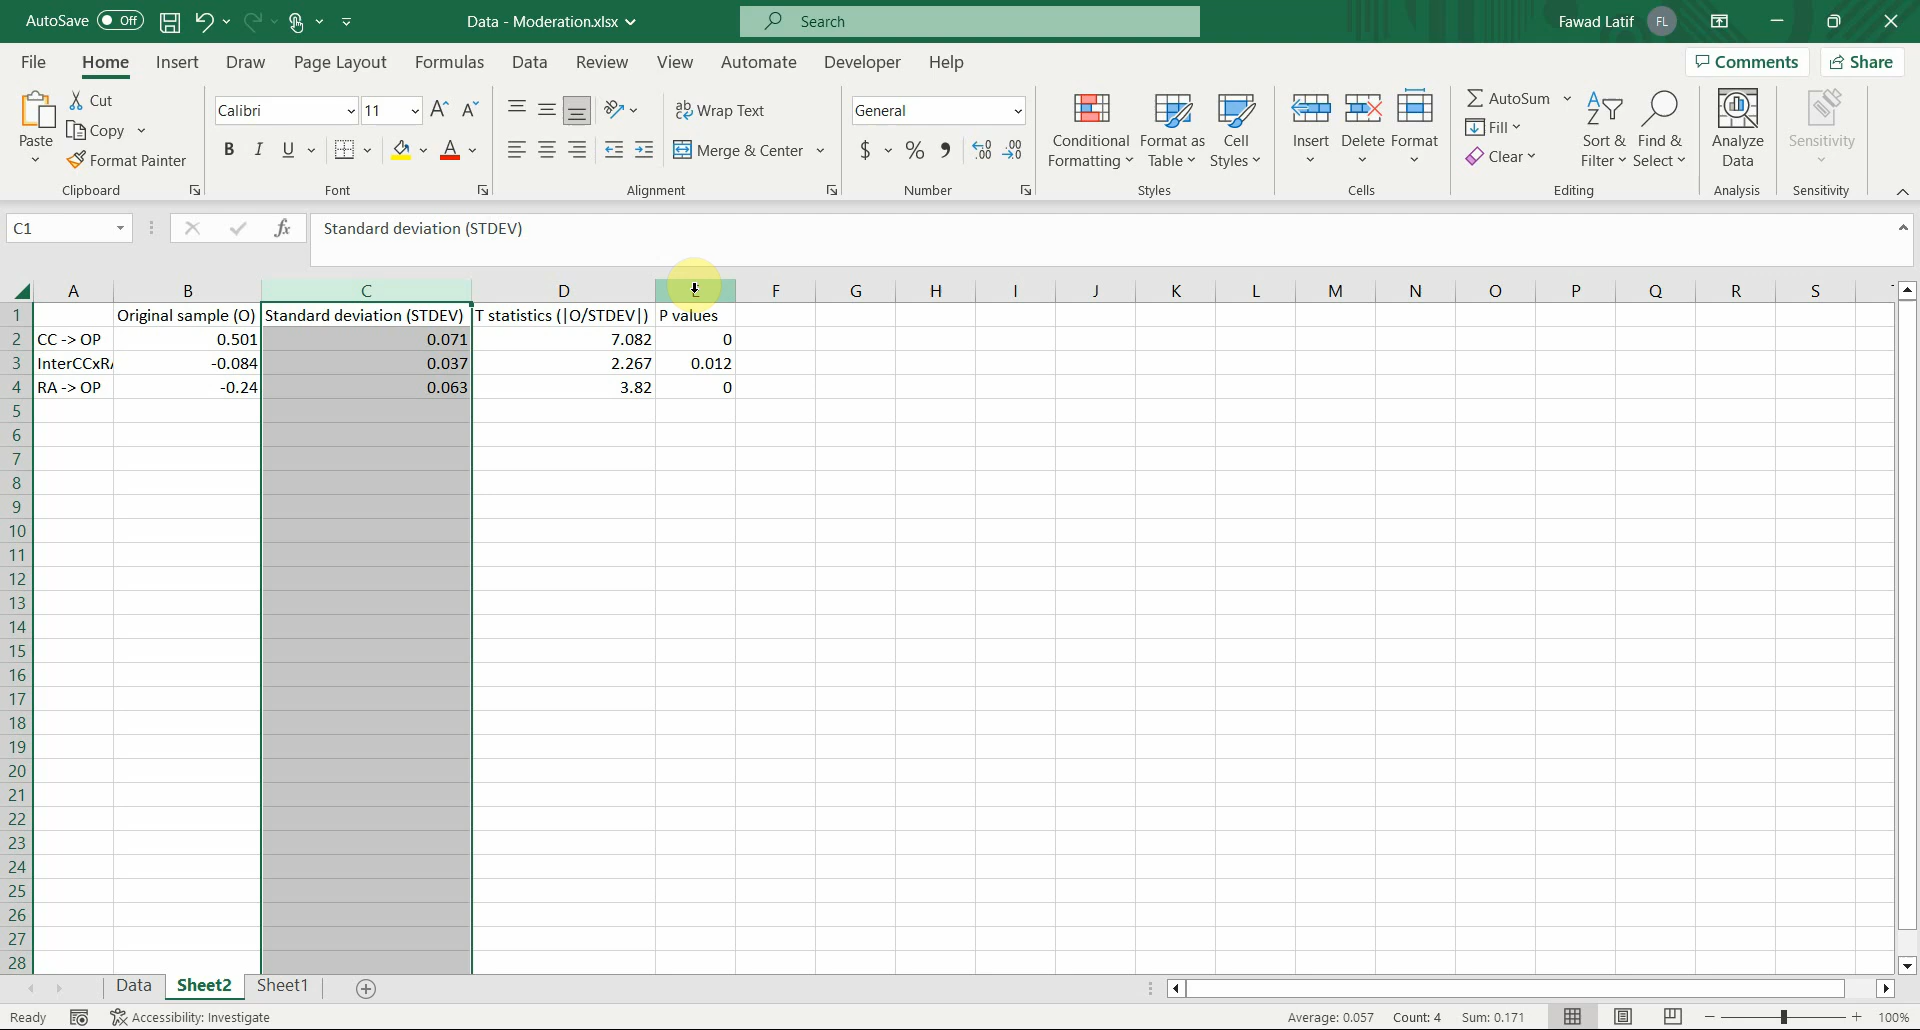 AutoSave Off Data - Moderation.xlsx Search Fawad Latif FL
File Home Insert Draw Page Layout Formulas Data Review View Automate Developer Help Comments Share
Paste Cut Copy Format Painter
Clipboard
Calibri 11
B I U A
Font
Wrap Text
Merge & Center
Alignment
General
$ % ,
Number
Conditional Formatting Format as Table Cell Styles
Styles
Insert Delete Format
Cells
AutoSum Fill Clear
Sort & Filter Find & Select
Editing
Analyze Data
Analysis
Sensitivity
Sensitivity
C1 fx Standard deviation (STDEV)
A B C D E F G H I J K L M N O P Q R S
1 Original sample (O) Standard deviation (STDEV) T statistics (|O/STDEV|) P values
2 CC -> OP 0.501 0.071 7.082 0
3 InterCCxRA -0.084 0.037 2.267 0.012
4 RA -> OP -0.24 0.063 3.82 0
5
6
7
8
9
10
11
12
13
14
15
16
17
18
19
20
21
22
23
24
25
26
27
28
Data Sheet2 Sheet1
Ready Accessibility: Investigate Average: 0.057 Count: 4 Sum: 0.171 100%